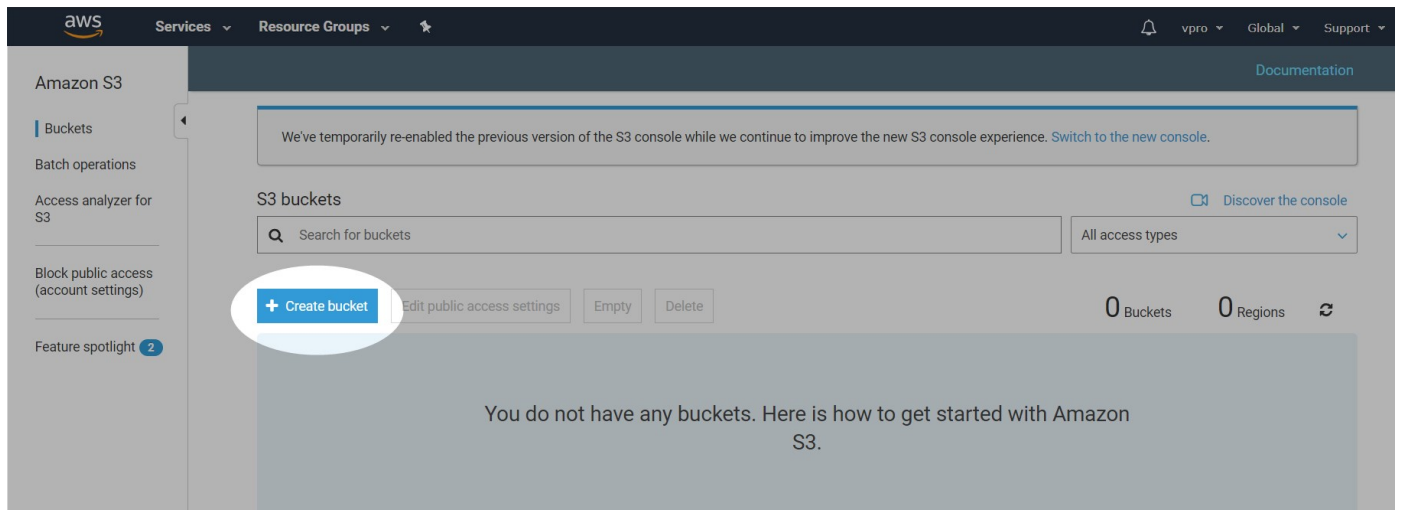 aws Services Resource Groups vpro Global Support
Amazon S3
Documentation
Buckets
Batch operations
Access analyzer for
S3
Block public access
(account settings)
Feature spotlight 2
We've temporarily re-enabled the previous version of the S3 console while we continue to improve the new S3 console experience. Switch to the new console.
S3 buckets
Discover the console
Search for buckets
All access types
+ Create bucket
Edit public access settings
Empty
Delete
0 Buckets
0 Regions
You do not have any buckets. Here is how to get started with Amazon
S3.